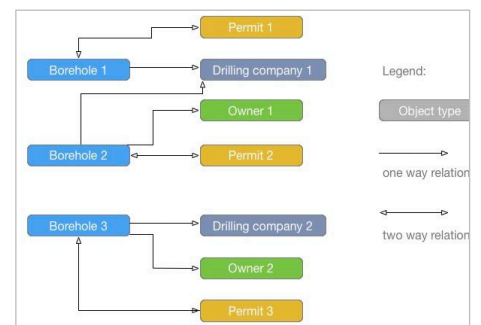 Permit 1
Borehole 1
Drilling company 1
Legend:
Owner 1
Object type
Borehole 2
Permit 2
one way relation
Borehole 3
Drilling company 2
two way relation
Owner 2
Permit 3